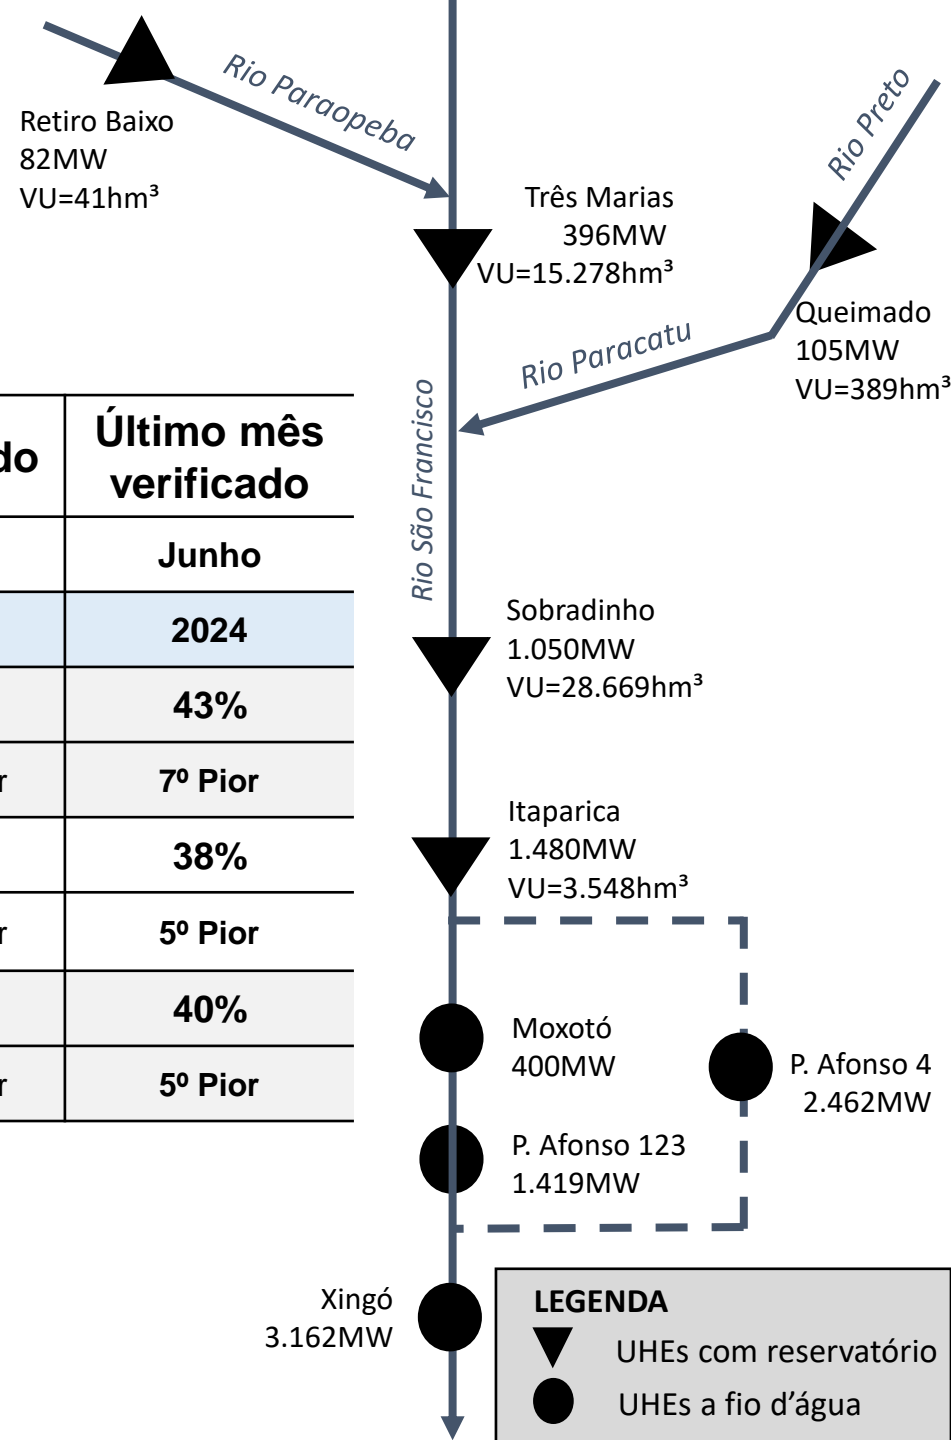 Rio Paraopeba
Retiro Baixo
82MW
VU=41hm³
Rio Preto
Três Marias
396MW
VU=15.278hm³
Queimado
105MW
VU=389hm³
Rio Paracatu
Rio São Francisco
do
Último mês
verificado
Junho
2024
43%
r
7º Pior
38%
r
5º Pior
40%
r
5º Pior
Sobradinho
1.050MW
VU=28.669hm³
Itaparica
1.480MW
VU=3.548hm³
Moxotó
400MW
P. Afonso 4
2.462MW
P. Afonso 123
1.419MW
Xingó
3.162MW
LEGENDA
UHEs com reservatório
UHEs a fio d'água